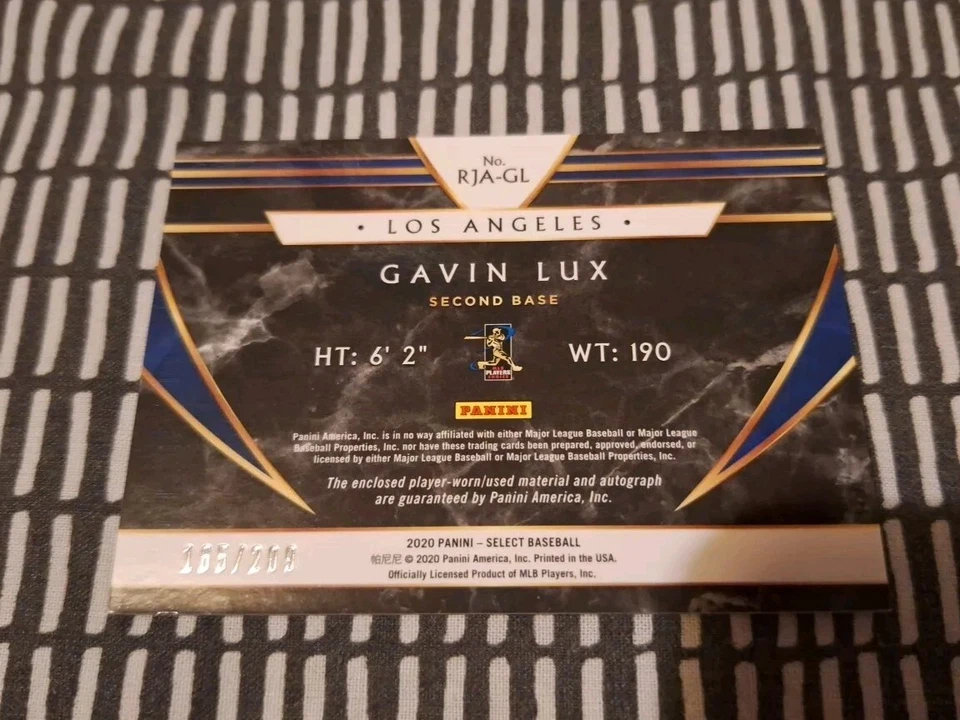 No.
RJA-GL
• LOS ANGELES •
GAVIN LUX
SECOND BASE
HT: 6' 2"
WT: 190
MLB
PLAYERS
PANINI
Panini America, Inc. is in no way affiliated with either Major League Baseball or Major League
Baseball Properties, Inc. nor have these trading cards been prepared, approved, endorsed, or
licensed by either Major League Baseball or Major League Baseball Properties, Inc.
The enclosed player-worn/used material and autograph
are guaranteed by Panini America, Inc.
165/209
2020 PANINI – SELECT BASEBALL
帕尼尼 © 2020 Panini America, Inc. Printed in the USA.
Officially Licensed Product of MLB Players, Inc.